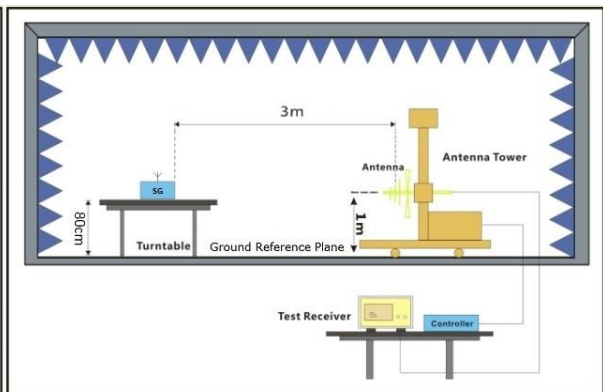 3m
Antenna Tower
Antenna
SG
80cm
1m
Turntable
Ground Reference Plane
Test Receiver
Controller